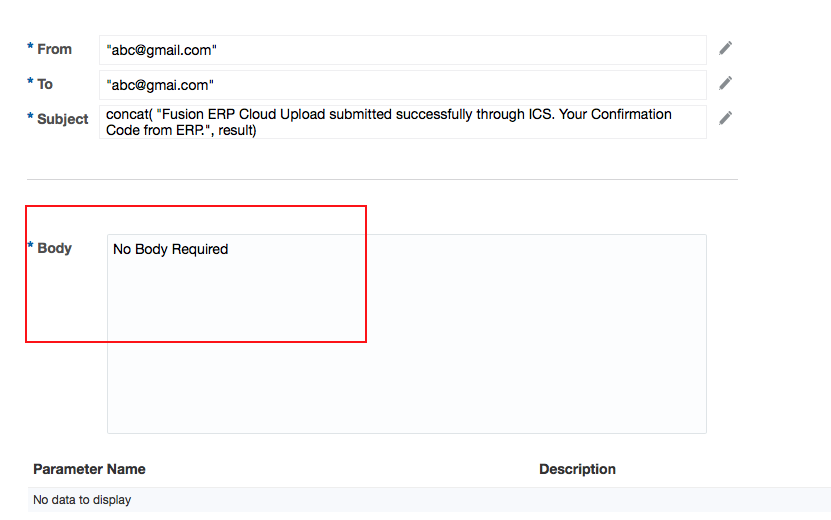 * From "abc@gmail.com"
* To "abc@gmai.com"
* Subject concat( "Fusion ERP Cloud Upload submitted successfully through ICS. Your Confirmation
Code from ERP.", result)
* Body No Body Required
Parameter Name Description
No data to display